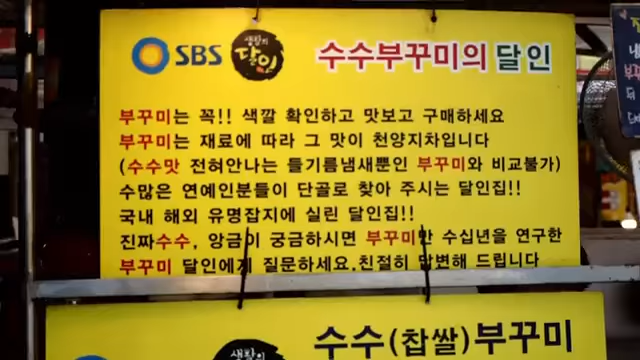 SBS 생활의 달인 수수부꾸미의 달인
부꾸미는 꼭!! 색깔 확인하고 맛보고 구매하세요
부꾸미는 재료에 따라 그 맛이 천양지차입니다
(수수맛 전혀안나는 들기름냄새뿐인 부꾸미와 비교불가)
수많은 연예인분들이 단골로 찾아 주시는 달인집!!
국내 해외 유명잡지에 실린 달인집!!
진짜수수, 앙금이 궁금하시면 부꾸미만 수십년을 연구한
부꾸미 달인에게 질문하세요.친절히 답변해 드립니다
생활의
수수(찹쌀)부꾸미